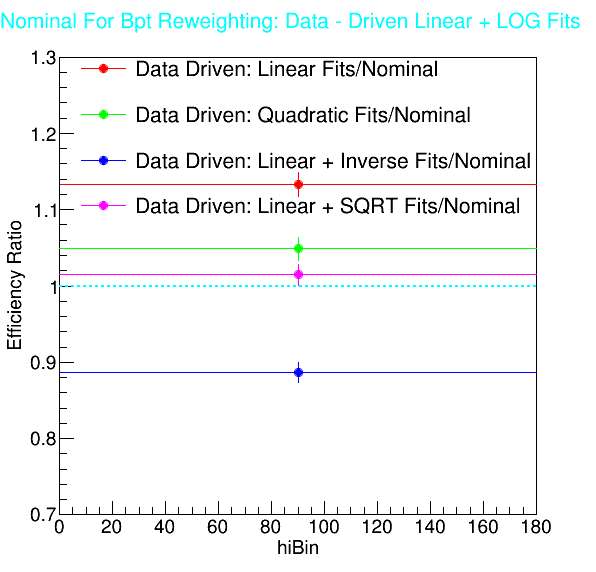 Nominal For Bpt Reweighting: Data - Driven Linear + LOG Fits
1.3
Data Driven: Linear Fits/Nominal
Data Driven: Quadratic Fits/Nominal
1.2
Data Driven: Linear + Inverse Fits/Nominal
Data Driven: Linear + SQRT Fits/Nominal
1.1
Efficiency Ratio
1
0.9
0.8
0.7
0 20 40 60 80 100 120 140 160 180
hiBin